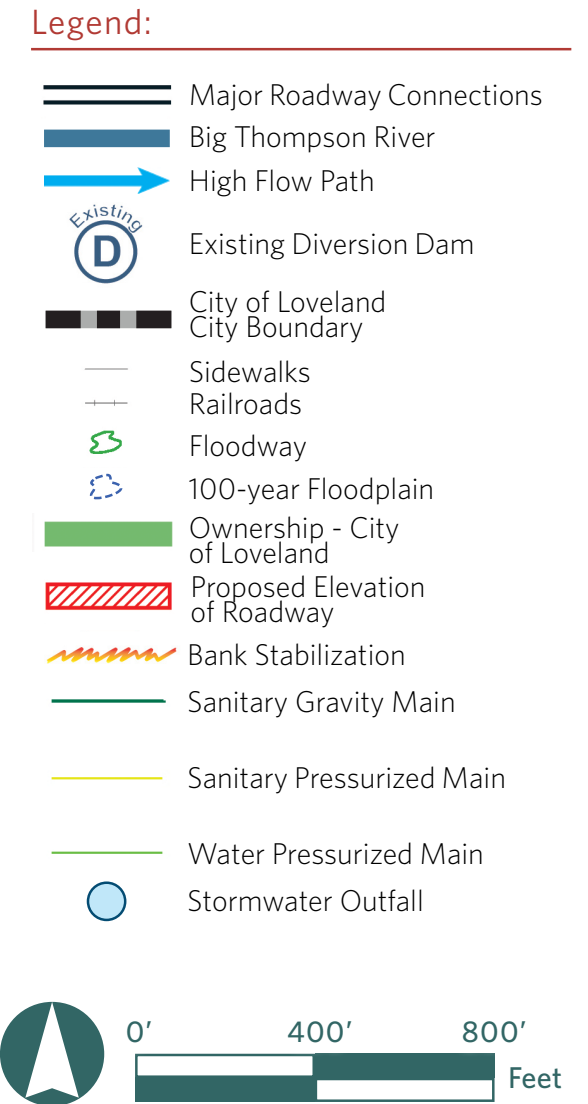 Legend:
Major Roadway Connections
Big Thompson River
High Flow Path
Existing
D
Existing Diversion Dam
City of Loveland
City Boundary
Sidewalks
Railroads
Floodway
100-year Floodplain
Ownership - City
of Loveland
Proposed Elevation
of Roadway
Bank Stabilization
Sanitary Gravity Main
Sanitary Pressurized Main
Water Pressurized Main
Stormwater Outfall
0’ 400’ 800’
Feet